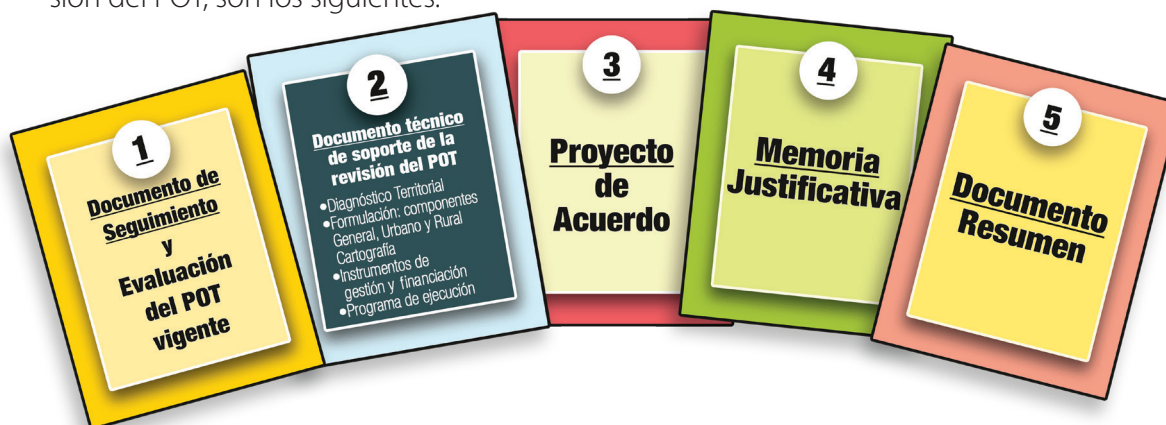 sión del POT, son los siguientes:
1
Documento de
Seguimiento
y
Evaluación
del POT
vigente
2
Documento técnico
de soporte de la
revisión del POT
•Diagnóstico Territorial
•Formulación: componentes
General, Urbano y Rural
Cartografía
•Instrumentos de
gestión y financiación
•Programa de ejecución
3
Proyecto
de
Acuerdo
4
Memoria
Justificativa
5
Documento
Resumen